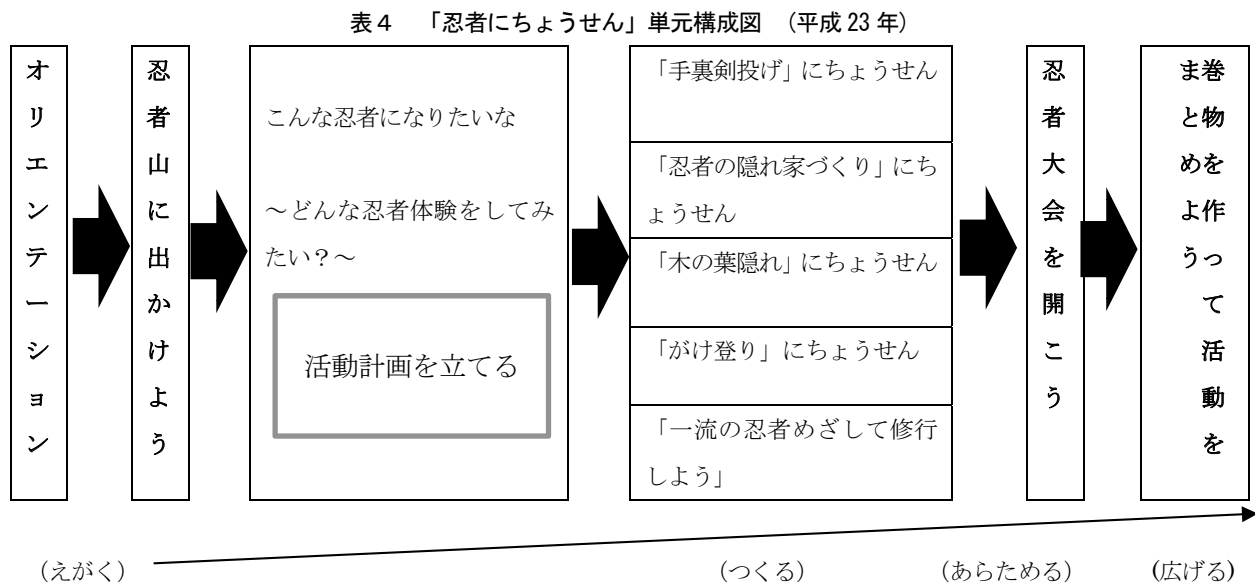 表4 「忍者にちょうせん」単元構成図 (平成23年)
オリエンテーション
忍者山に出かけよう
こんな忍者になりたいな
~どんな忍者体験をしてみ
たい?~
活動計画を立てる
「手裏剣投げ」にちょうせん
「忍者の隠れ家づくり」にち
ょうせん
「木の葉隠れ」にちょうせん
「がけ登り」にちょうせん
「一流の忍者めざして修行
しよう」
忍者大会を開こう
巻物を作って活動を
まとめよう
(えがく)
(つくる)
(あらためる)
(広げる)